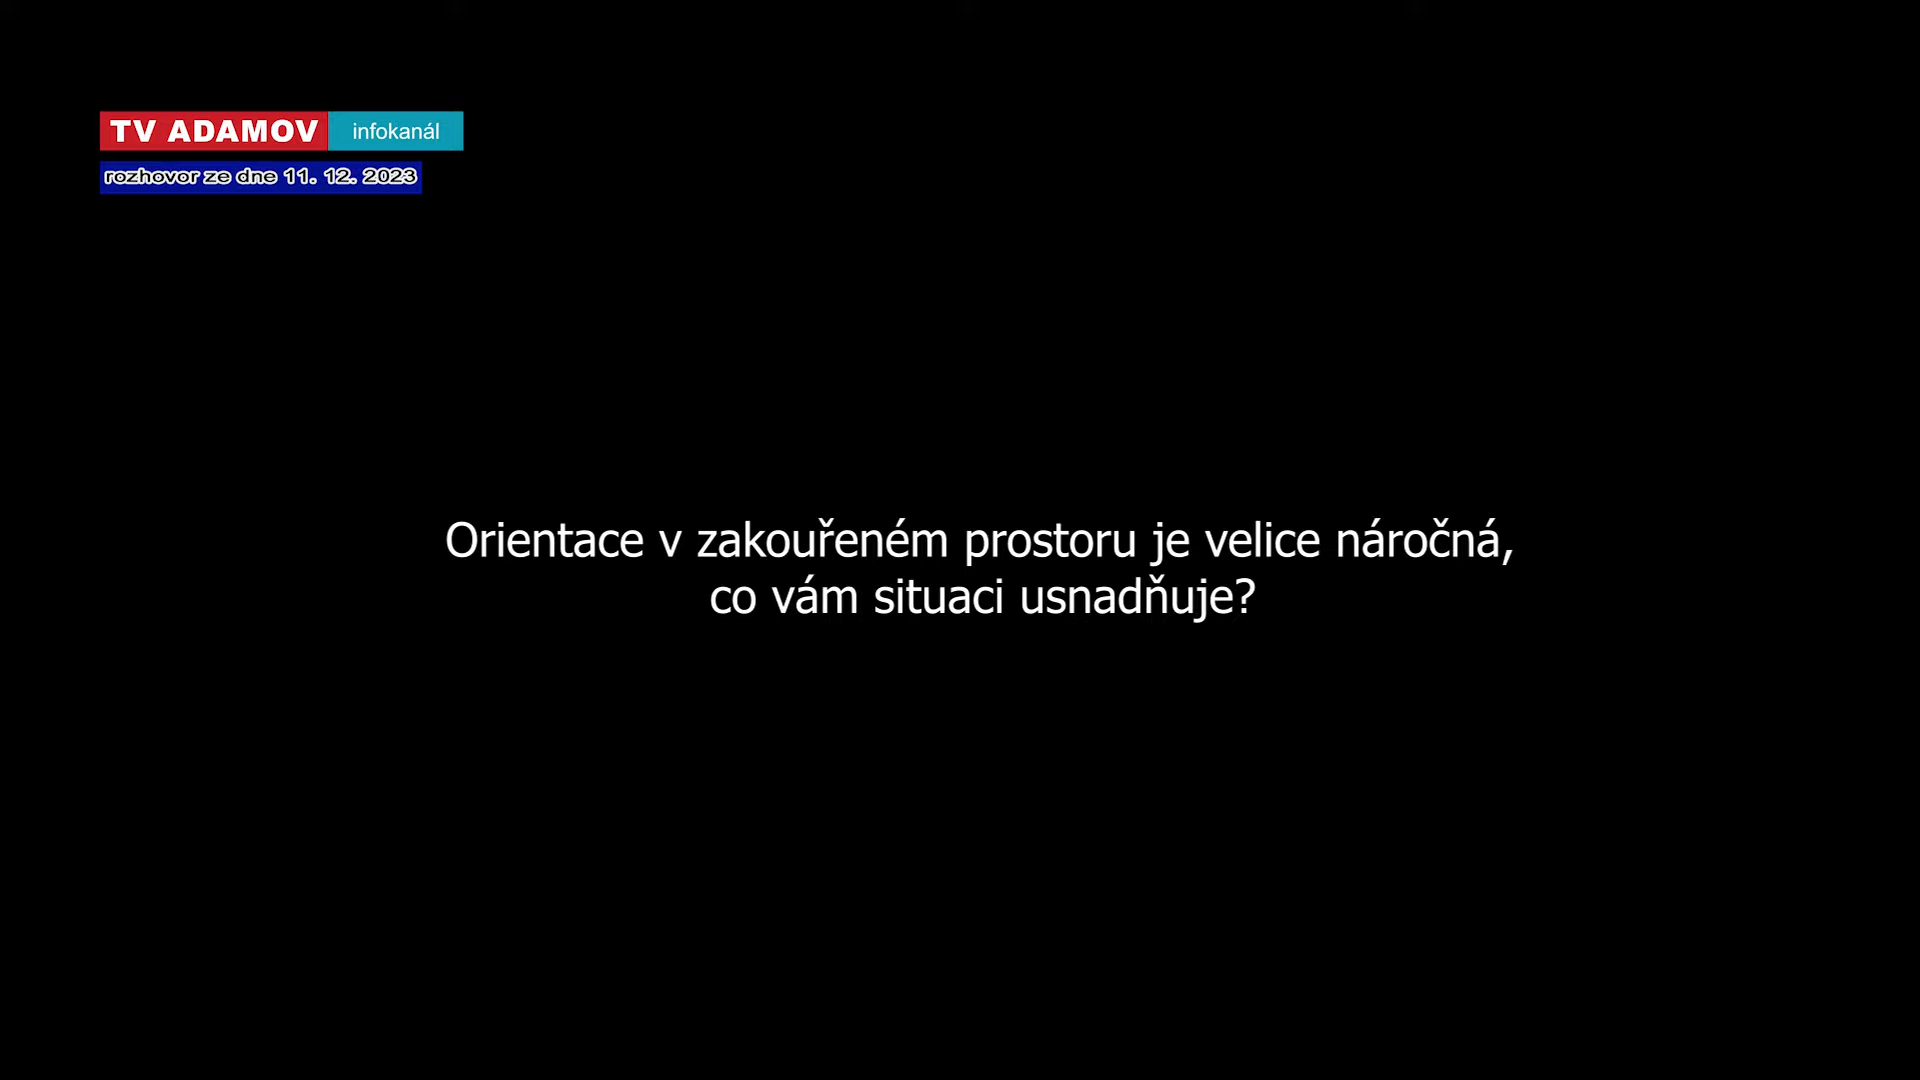 TV ADAMOV infokanál
rozhovor ze dne 11. 12. 2023
Orientace v zakouřeném prostoru je velice náročná,
co vám situaci usnadňuje?